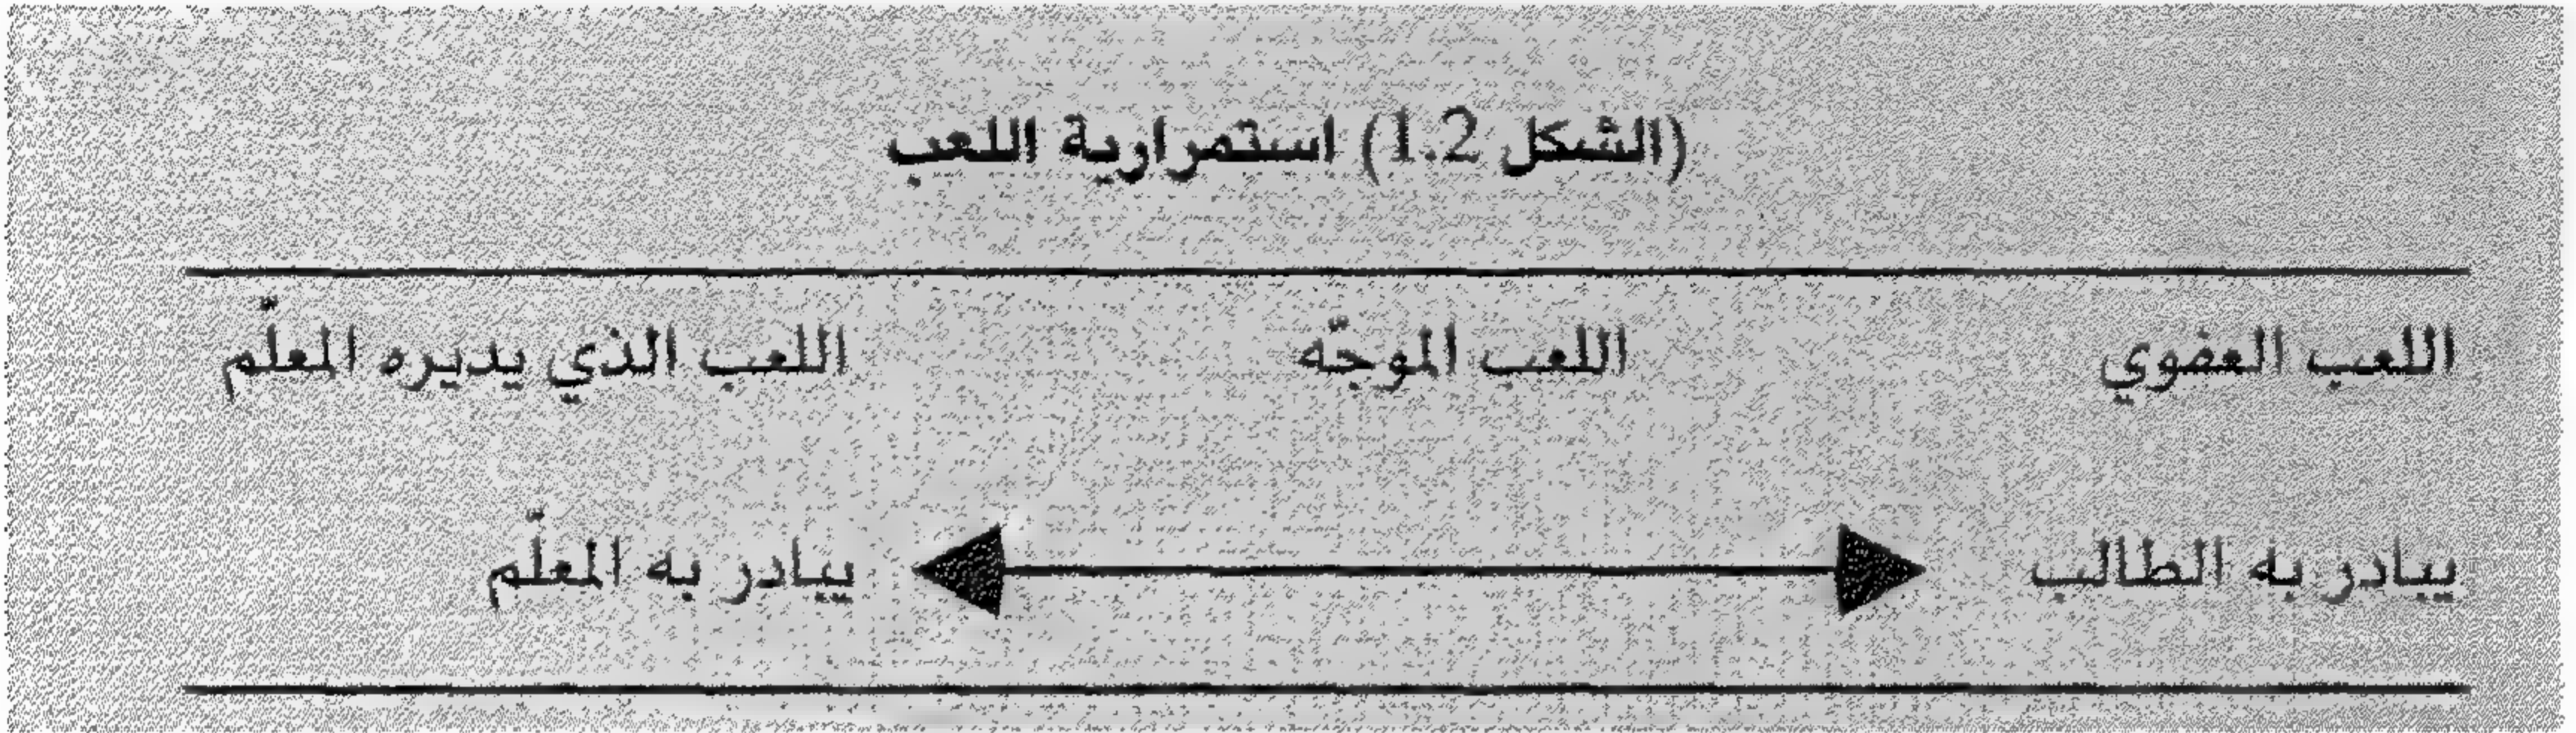 (الشكل 1.2) استمرارية اللعب
اللعب العفوي اللعب الموجّه اللعب الذي يديره المعلّم
يبادر به الطالب يبادر به المعلّم